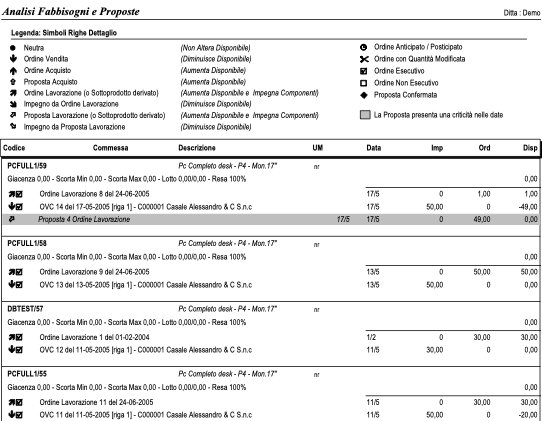 Analisi Fabbisogni e Proposte Ditta : Demo
Legenda: Simboli Righe Dettaglio
Neutra (Non Altera Disponibile) Ordine Anticipato / Posticipato
Ordine Vendita (Diminuisce Disponibile) Ordine con Quantità Modificata
Ordine Acquisto (Aumenta Disponibile) Ordine Esecutivo
Proposta Acquisto (Aumenta Disponibile) Ordine Non Esecutivo
Ordine Lavorazione (o Sottoprodotto derivato) (Aumenta Disponibile e Impegna Componenti) Proposta Confermata
Impegno da Ordine Lavorazione (Diminuisce Disponibile)
Proposta Lavorazione (o Sottoprodotto derivato) (Aumenta Disponibile e Impegna Componenti) La Proposta presenta una criticità nelle date
Impegno da Proposta Lavorazione (Diminuisce Disponibile)
Codice Commessa Descrizione UM Data Imp Ord Disp
PCFULL1/59 Pc Completo desk - P4 - Mon.17" nr
Giacenza 0,00 - Scorta Min 0,00 - Scorta Max 0,00 - Lotto 0,00/0,00 - Resa 100% 0,00
Ordine Lavorazione 8 del 24-06-2005 17/5 0 1,00 1,00
OVC 14 del 17-05-2005 [riga 1] - C000001 Casale Alessandro & C S.n.c 17/5 50,00 0 -49,00
Proposta 4 Ordine Lavorazione 17/5 17/5 0 49,00 0,00
PCFULL1/58 Pc Completo desk - P4 - Mon.17" nr
Giacenza 0,00 - Scorta Min 0,00 - Scorta Max 0,00 - Lotto 0,00/0,00 - Resa 100% 0,00
Ordine Lavorazione 9 del 24-06-2005 13/5 0 50,00 50,00
OVC 13 del 13-05-2005 [riga 1] - C000001 Casale Alessandro & C S.n.c 13/5 50,00 0 0,00
DBTEST/57 Pc Completo desk - P4 - Mon.17" nr
Giacenza 0,00 - Scorta Min 0,00 - Scorta Max 0,00 - Lotto 0,00/0,00 - Resa 100% 0,00
Ordine Lavorazione 1 del 01-02-2004 1/2 0 30,00 30,00
OVC 12 del 11-05-2005 [riga 1] - C000001 Casale Alessandro & C S.n.c 11/5 30,00 0 0,00
PCFULL1/55 Pc Completo desk - P4 - Mon.17" nr
Giacenza 0,00 - Scorta Min 0,00 - Scorta Max 0,00 - Lotto 0,00/0,00 - Resa 100% 0,00
Ordine Lavorazione 11 del 24-06-2005 11/5 0 30,00 30,00
OVC 11 del 11-05-2005 [riga 1] - C000001 Casale Alessandro & C S.n.c 11/5 50,00 0 -20,00